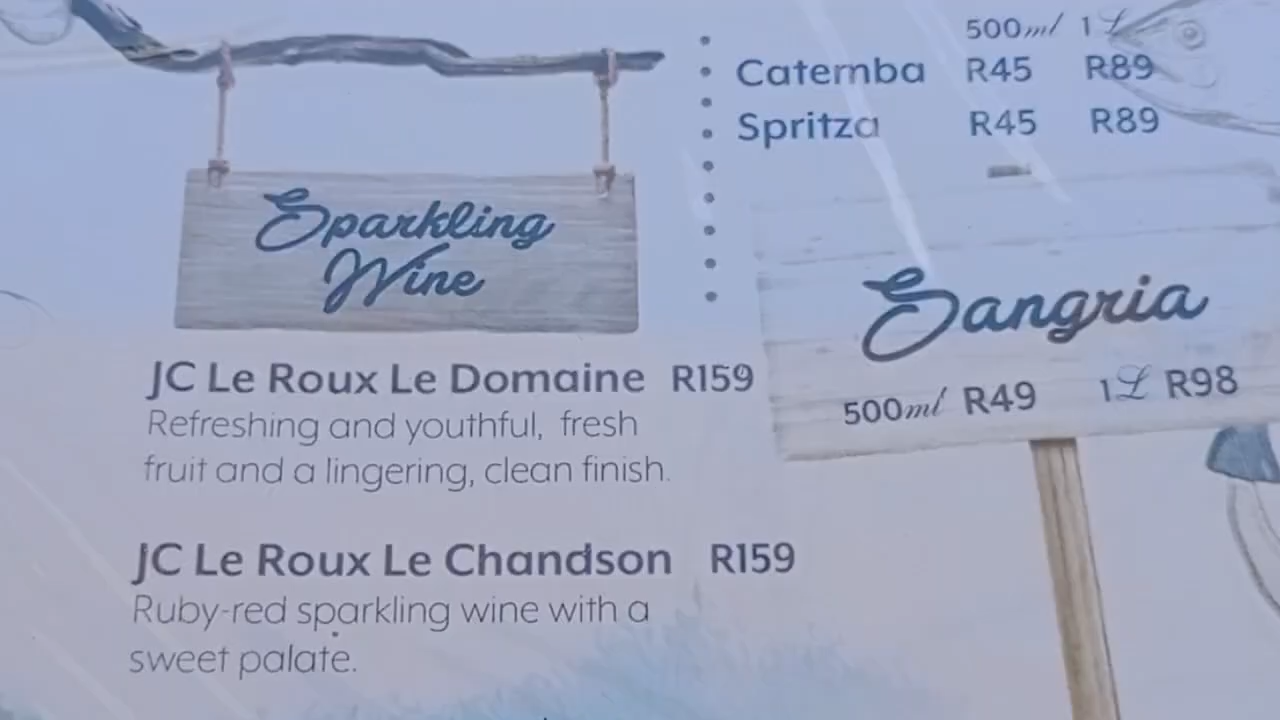 500ml 1L
Catemba R45 R89
Spritza R45 R89
Sparkling
Wine
JC Le Roux Le Domaine R159
Refreshing and youthful, fresh
fruit and a lingering, clean finish.
JC Le Roux Le Chandson R159
Ruby-red sparkling wine with a
sweet palate.
Sangria
500ml R49 1L R98